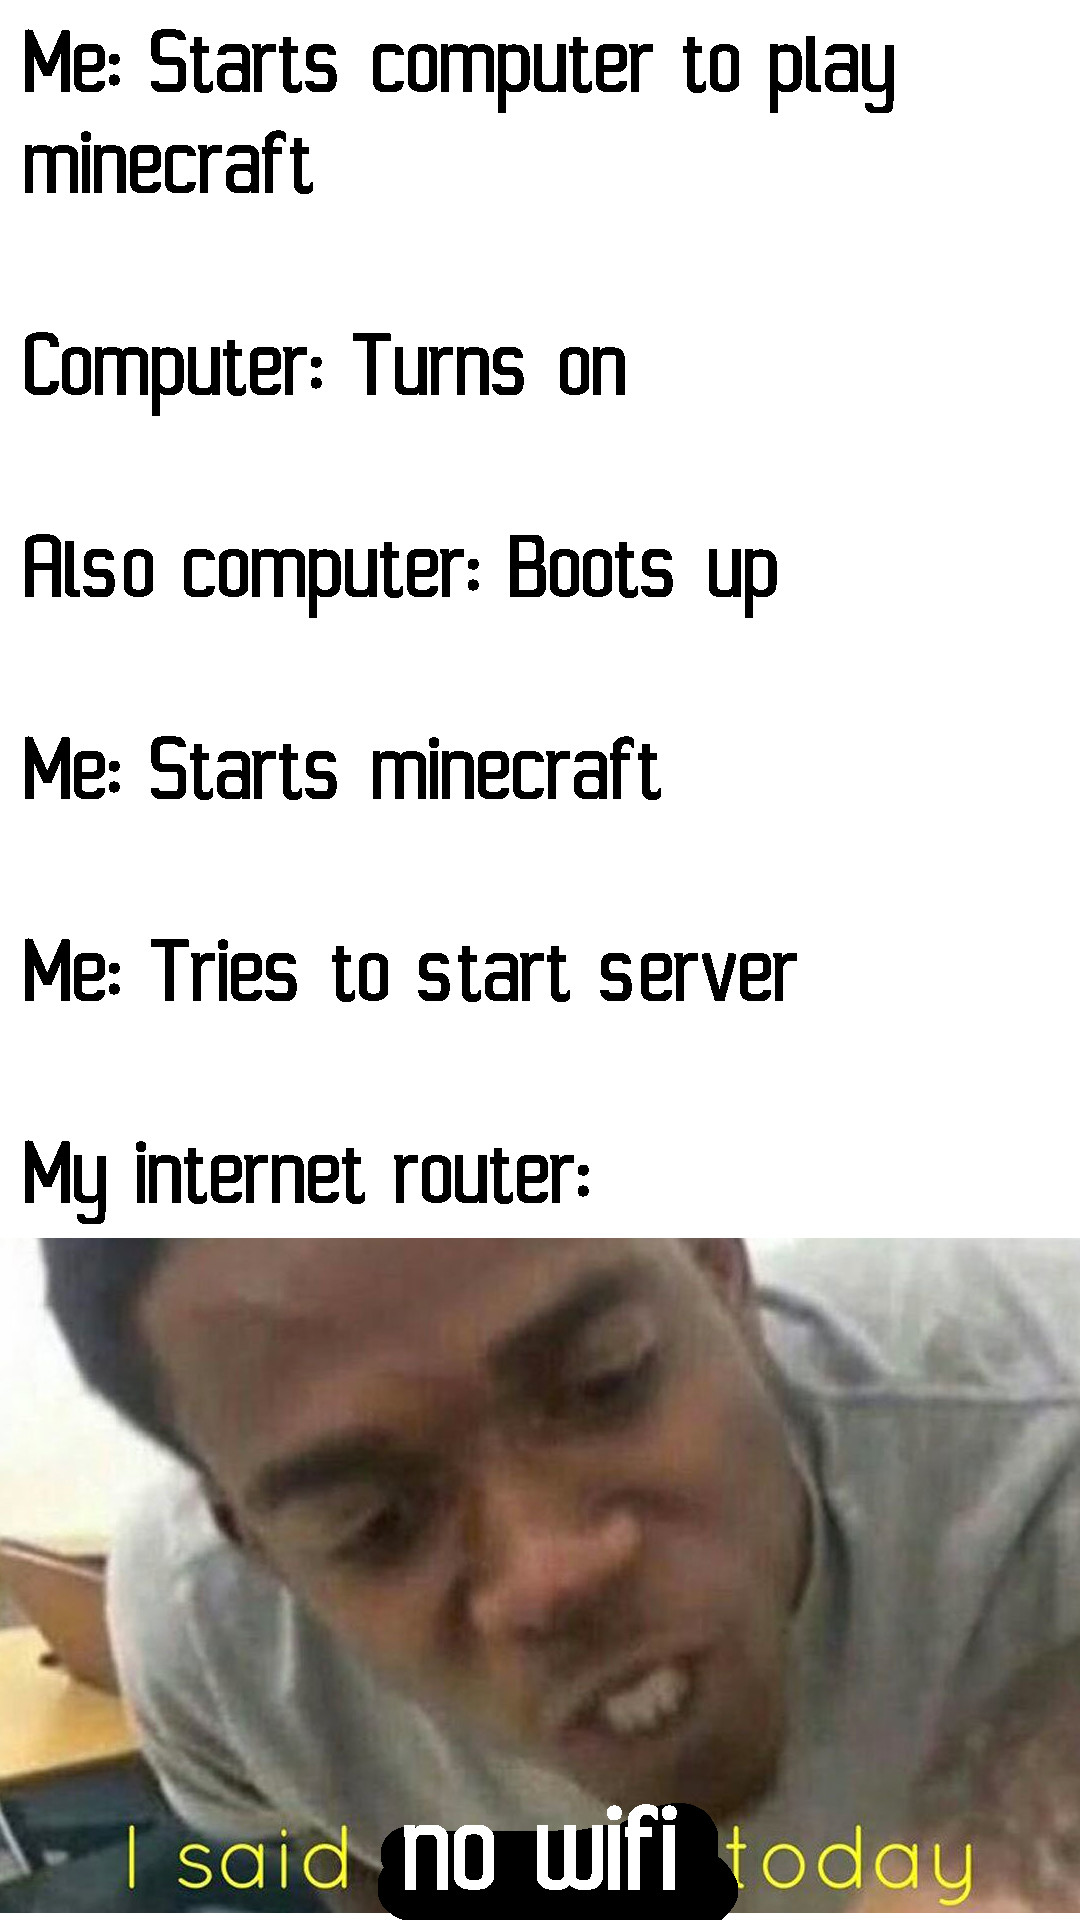 Me: Starts computer to play
minecraft
Computer: Turns on
Also computer: Boots up
Me: Starts minecraft
Me: Tries to start server
My internet router:
I said no wifi today